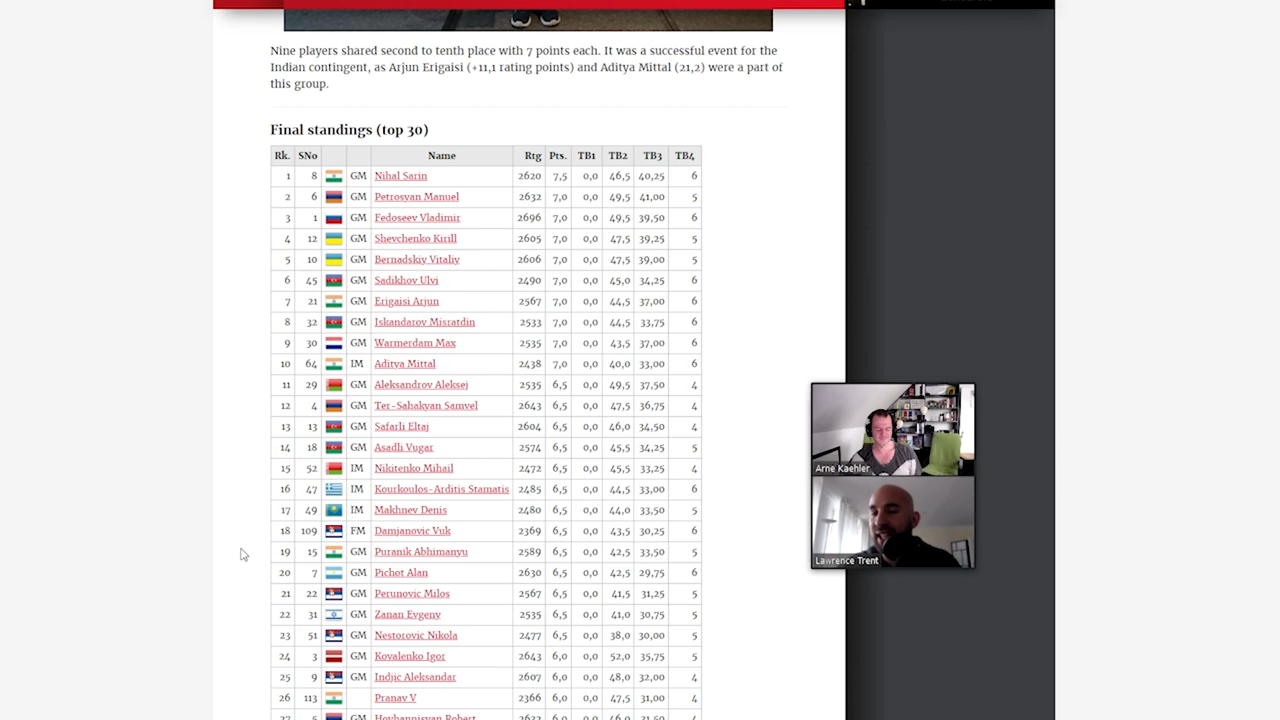 Nine players shared second to tenth place with 7 points each. It was a successful event for the
Indian contingent, as Arjun Erigaisi (+11,1 rating points) and Aditya Mittal (21,2) were a part of
this group.
Final standings (top 30)
Rk. SNo Name Rtg Pts. TB1 TB2 TB3 TB4
1 8 GM Nihal Sarin 2620 7,5 0,0 46,5 40,25 6
2 6 GM Petrosyan Manuel 2632 7,0 0,0 49,5 41,00 5
3 1 GM Fedoseev Vladimir 2696 7,0 0,0 49,5 39,50 6
4 12 GM Shevchenko Kirill 2605 7,0 0,0 47,5 39,25 5
5 10 GM Bernadskiy Vitaliy 2606 7,0 0,0 47,5 39,00 5
6 45 GM Sadikhov Ulvi 2490 7,0 0,0 45,0 34,25 6
7 21 GM Erigaisi Arjun 2567 7,0 0,0 44,5 37,00 6
8 32 GM Iskandarov Misratdin 2533 7,0 0,0 44,5 33,75 6
9 30 GM Warmerdam Max 2535 7,0 0,0 43,5 37,00 6
10 64 IM Aditya Mittal 2438 7,0 0,0 40,0 33,00 6
11 29 GM Aleksandrov Aleksej 2535 6,5 0,0 49,5 37,50 4
12 4 GM Ter-Sahakyan Samvel 2643 6,5 0,0 47,5 36,75 4
13 13 GM Safarli Eltaj 2604 6,5 0,0 46,0 34,50 4
14 18 GM Asadli Vugar 2574 6,5 0,0 45,5 34,25 5
15 52 IM Nikitenko Mihail 2472 6,5 0,0 45,5 33,25 4
16 47 IM Kourkoulos-Arditis Stamatis 2485 6,5 0,0 44,5 33,00 6
17 49 IM Makhnev Denis 2480 6,5 0,0 44,0 33,50 5
18 109 FM Damjanovic Vuk 2369 6,5 0,0 43,5 30,25 6
19 15 GM Puranik Abhimanyu 2589 6,5 0,0 42,5 33,50 5
20 7 GM Pichot Alan 2630 6,5 0,0 42,5 29,75 6
21 22 GM Perunovic Milos 2567 6,5 0,0 41,5 31,25 5
22 31 GM Zanan Evgeny 2535 6,5 0,0 41,0 30,75 5
23 51 GM Nestorovic Nikola 2477 6,5 0,0 38,0 30,00 6
24 3 GM Kovalenko Igor 2643 6,0 0,0 52,0 35,75 5
25 9 GM Indjic Aleksandar 2607 6,0 0,0 48,0 32,00 4
26 113 Pranav V 2366 6,0 0,0 47,5 31,00 4
27 5 GM Hovhannisyan Robert 2632 6,0 0,0 46,0 31,50 4
Arne Kaehler
Lawrence Trent